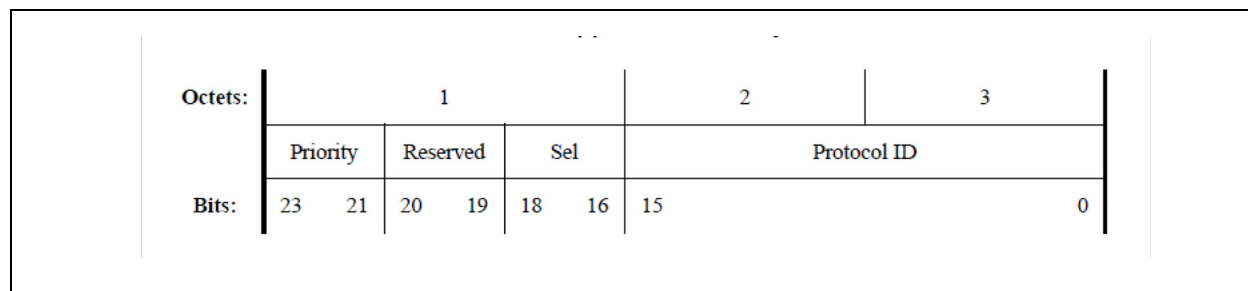 Octets: 1 2 3
Priority Reserved Sel Protocol ID
Bits: 23 21 20 19 18 16 15 0